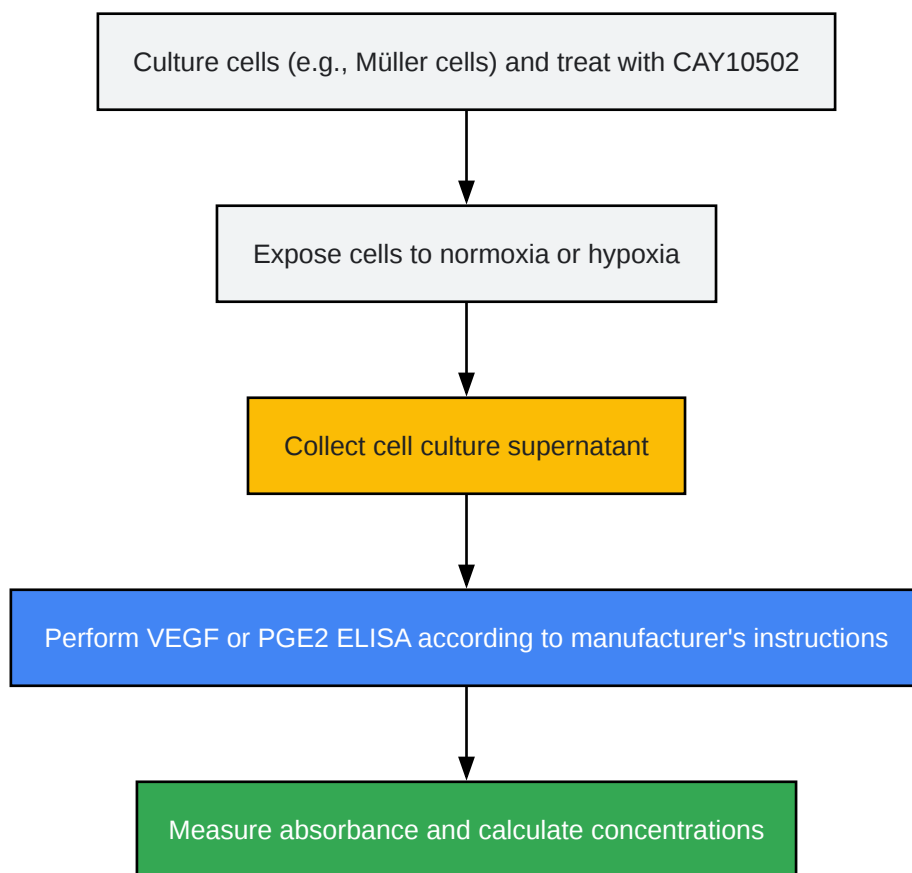 Culture cells (e.g., Müller cells) and treat with CAY10502
Expose cells to normoxia or hypoxia
Collect cell culture supernatant
Perform VEGF or PGE2 ELISA according to manufacturer's instructions
Measure absorbance and calculate concentrations